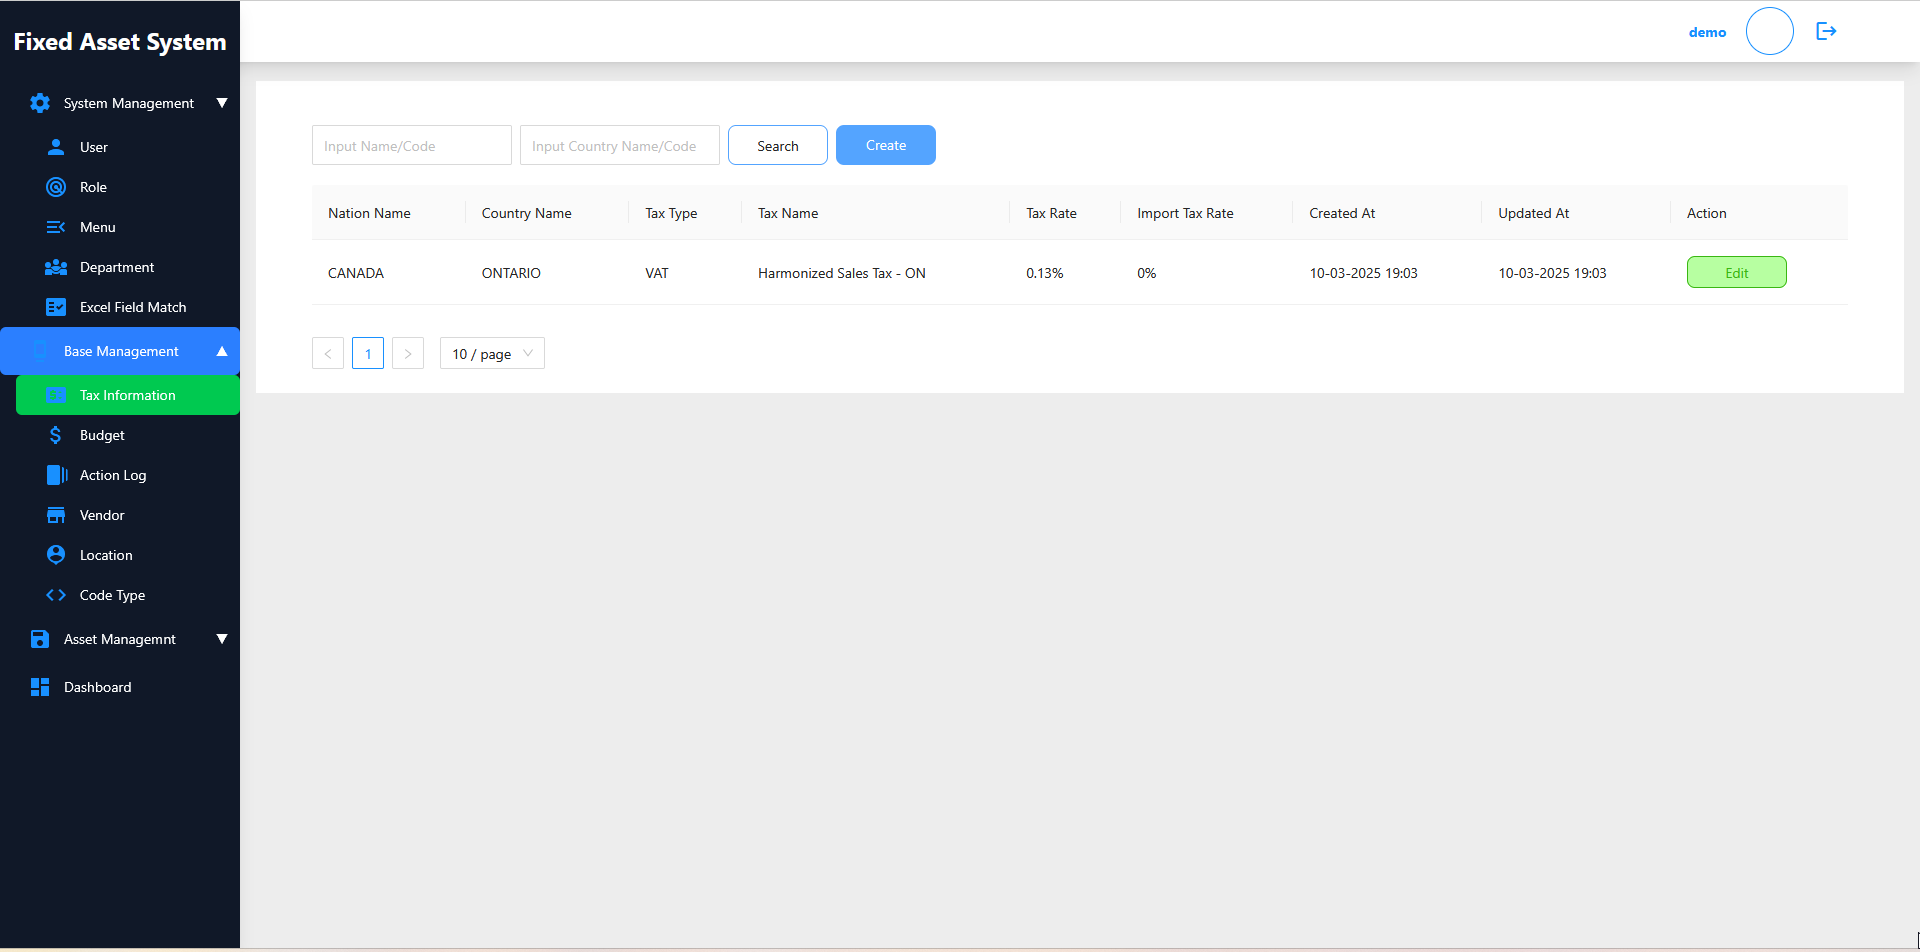 Fixed Asset System
demo
System Management
User
Role
Menu
Department
Excel Field Match
Base Management
Tax Information
Budget
Action Log
Vendor
Location
Code Type
Asset Managemnt
Dashboard
Input Name/Code Input Country Name/Code Search Create
Nation Name Country Name Tax Type Tax Name Tax Rate Import Tax Rate Created At Updated At Action
CANADA ONTARIO VAT Harmonized Sales Tax - ON 0.13% 0% 10-03-2025 19:03 10-03-2025 19:03 Edit
< 1 > 10 / page